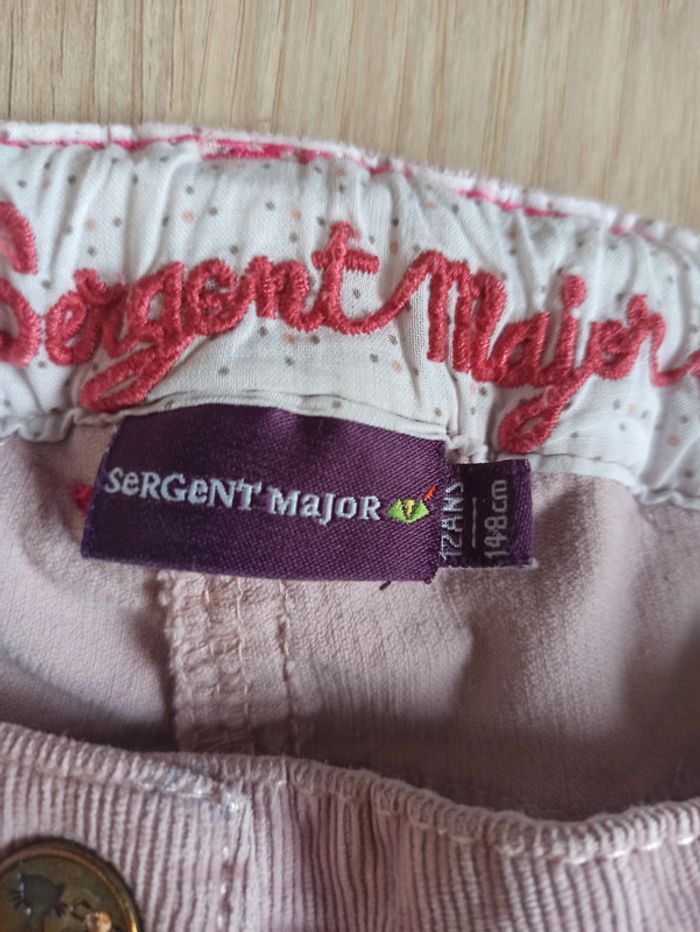 Sergent Major
SeRGeNT MaJoR
12ANS
148cm